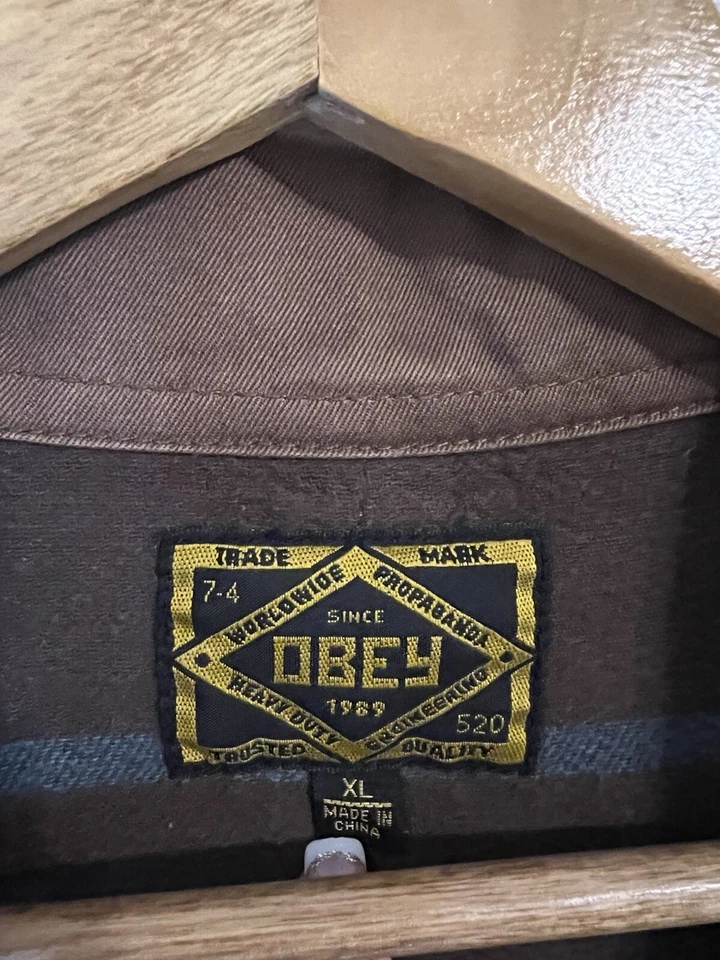 TRADE MARK
7-4
WORLDWIDE PROPAGANDA
SINCE
OBEY
1989
HEAVY DUTY ENGINEERING
520
TRUSTED QUALITY
XL
MADE IN
CHINA